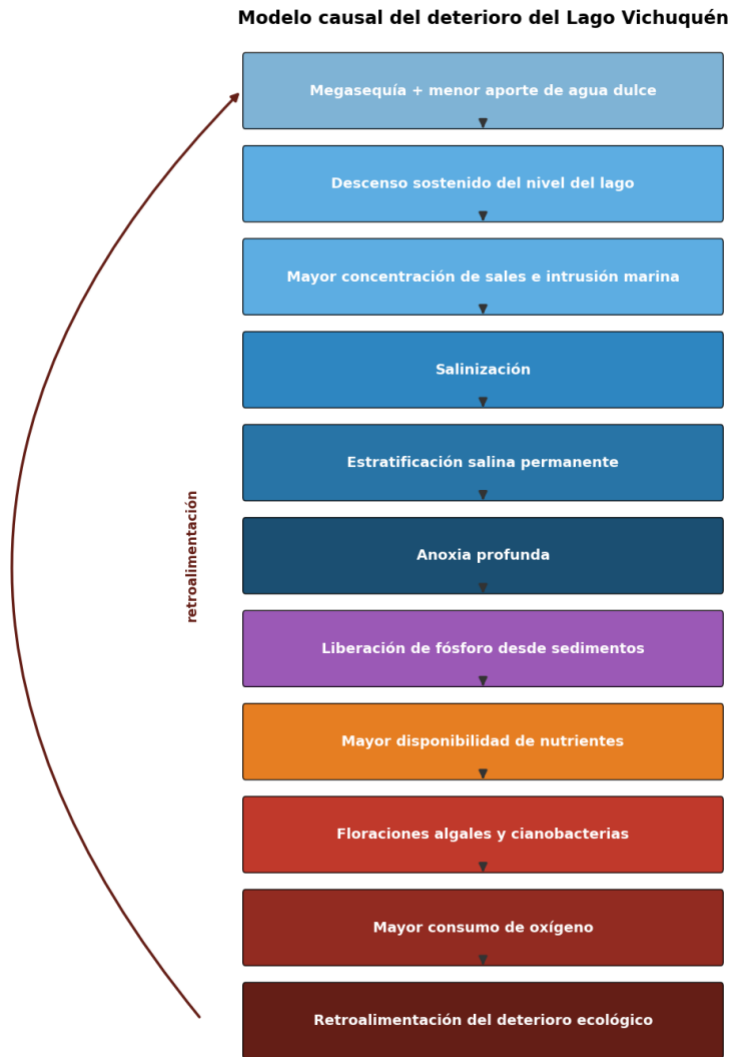 Modelo causal del deterioro del Lago Vichuquén
Megasequía + menor aporte de agua dulce
Descenso sostenido del nivel del lago
Mayor concentración de sales e intrusión marina
Salinización
Estratificación salina permanente
Anoxia profunda
retroalimentación
Liberación de fósforo desde sedimentos
Mayor disponibilidad de nutrientes
Floraciones algales y cianobacterias
Mayor consumo de oxígeno
Retroalimentación del deterioro ecológico